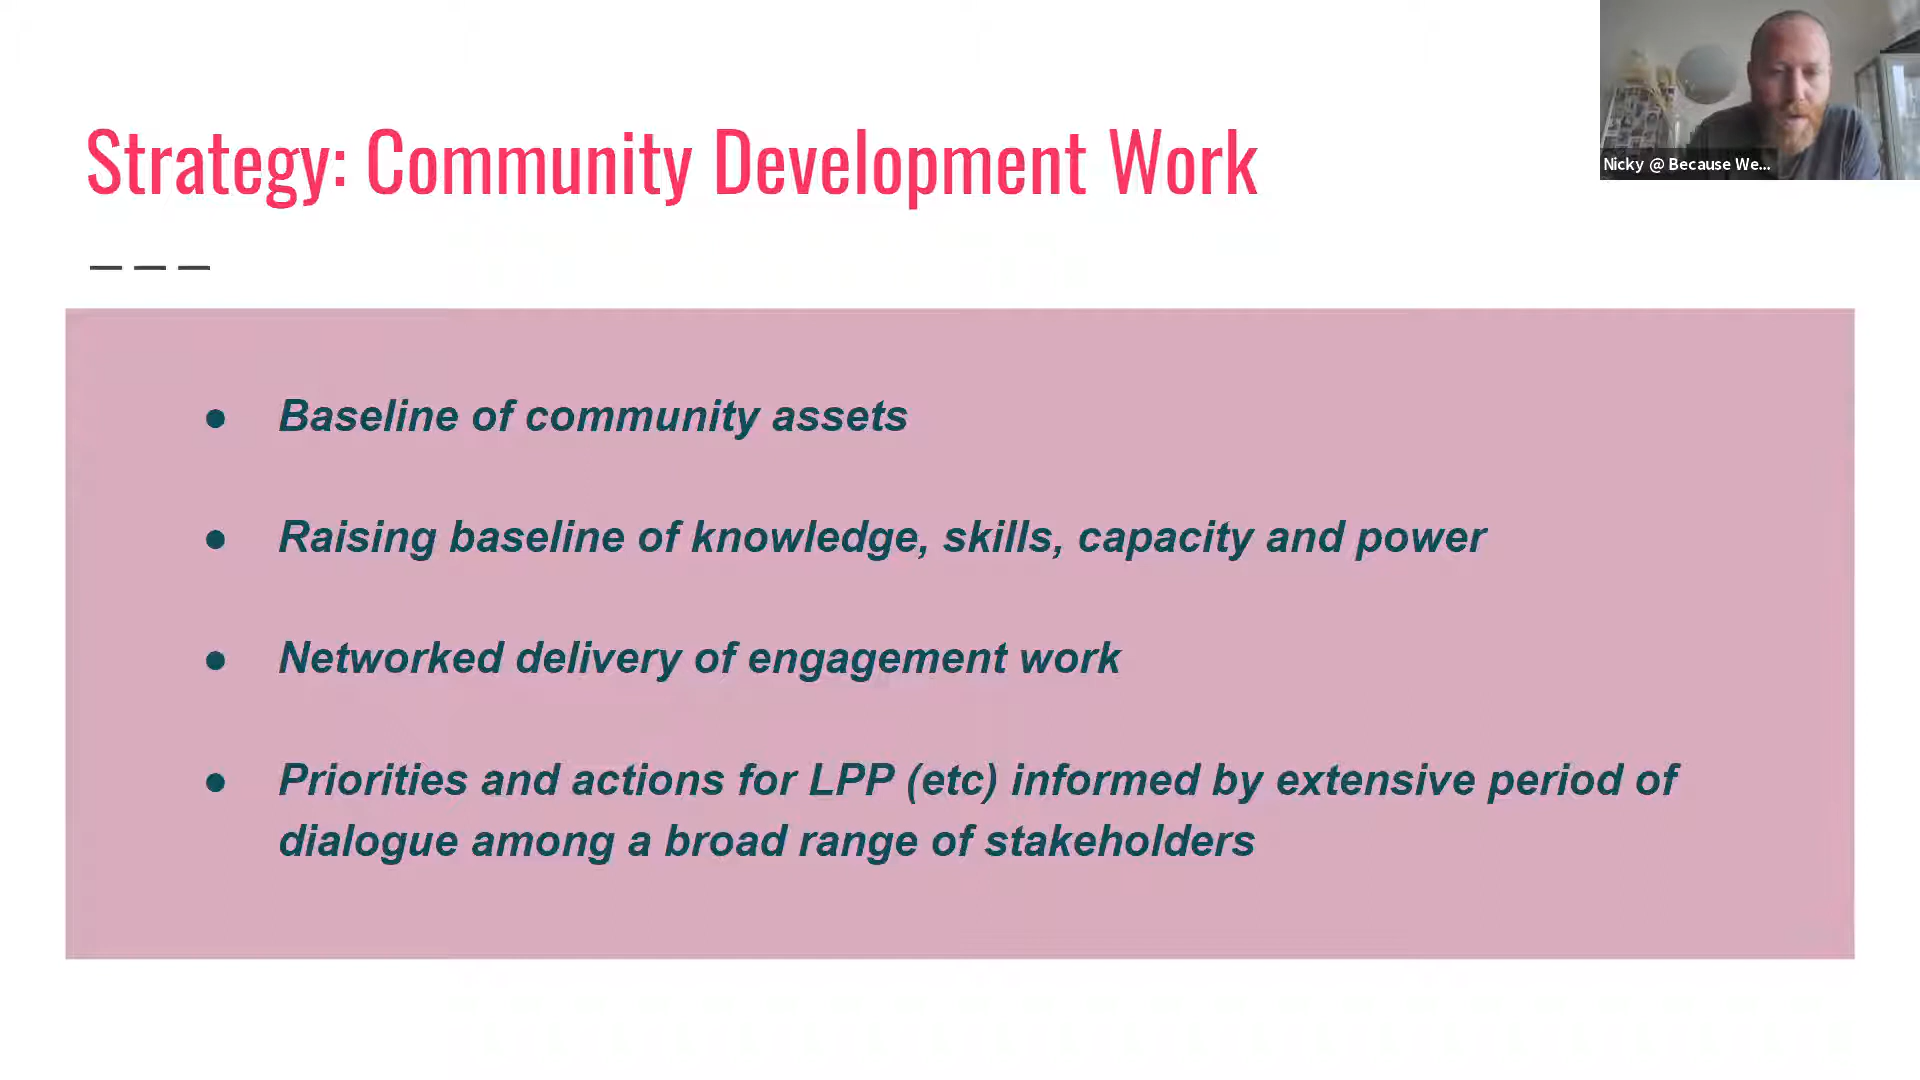 Strategy: Community Development Work
Nicky @ Because We...
● Baseline of community assets
● Raising baseline of knowledge, skills, capacity and power
● Networked delivery of engagement work
● Priorities and actions for LPP (etc) informed by extensive period of
dialogue among a broad range of stakeholders